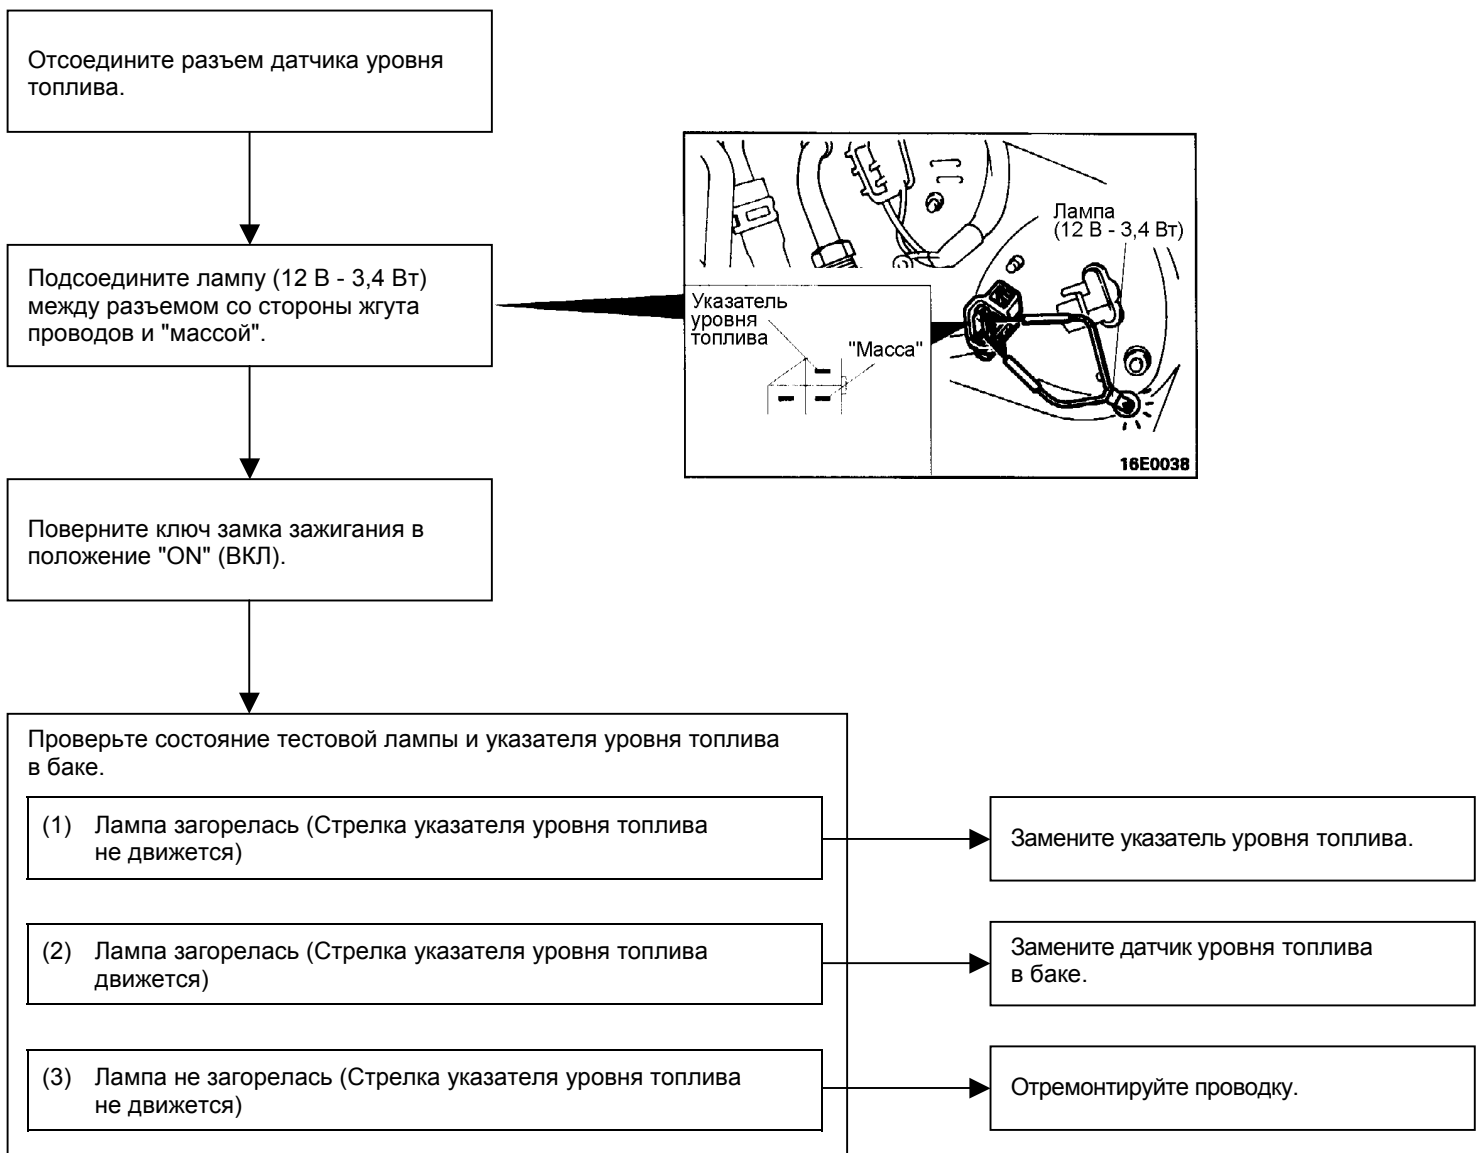 Отсоедините разъем датчика уровня
топлива.
Подсоедините лампу (12 В - 3,4 Вт)
между разъемом со стороны жгута
проводов и "массой".
Лампа
(12 В - 3,4 Вт)
Указатель
уровня
топлива
"Масса"
16E0038
Поверните ключ замка зажигания в
положение "ON" (ВКЛ).
Проверьте состояние тестовой лампы и указателя уровня топлива
в баке.
(1) Лампа загорелась (Стрелка указателя уровня топлива
не движется)
Замените указатель уровня топлива.
(2) Лампа загорелась (Стрелка указателя уровня топлива
движется)
Замените датчик уровня топлива
в баке.
(3) Лампа не загорелась (Стрелка указателя уровня топлива
не движется)
Отремонтируйте проводку.